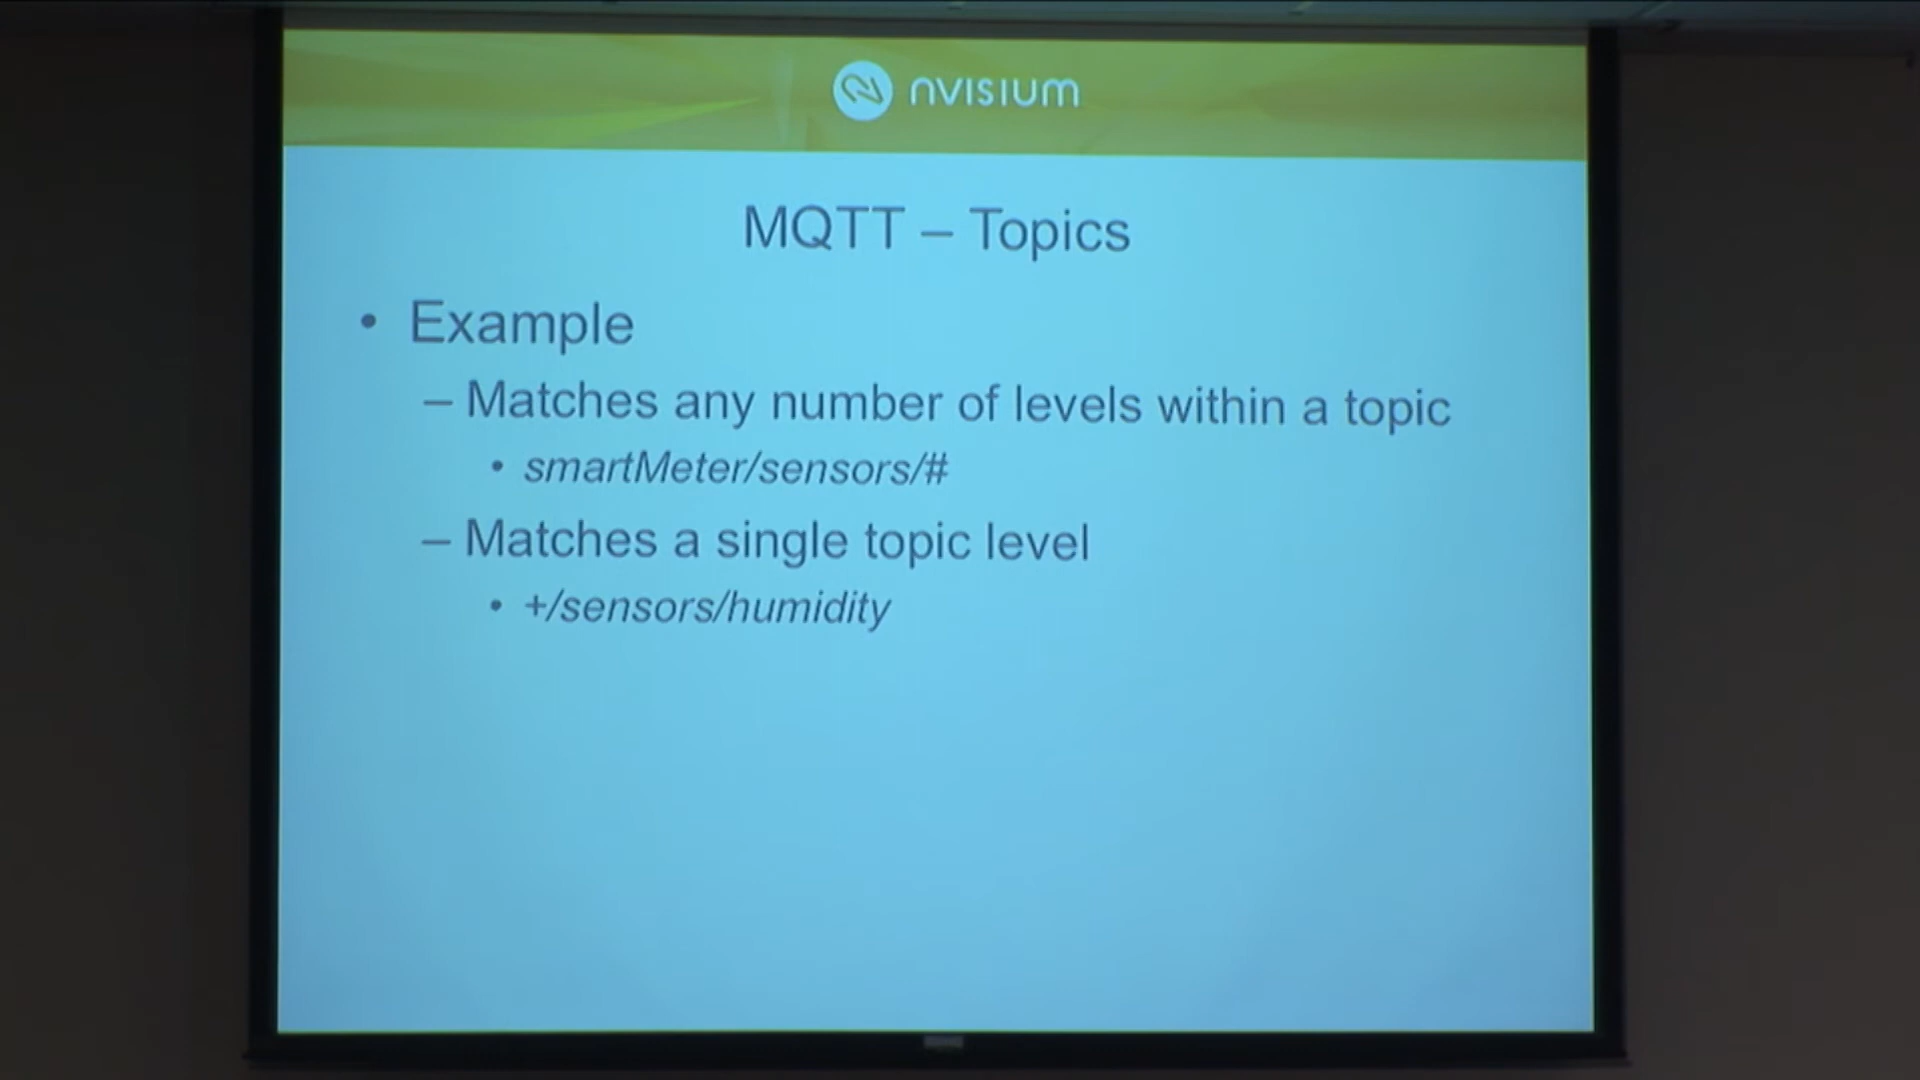 nvisium
MQTT – Topics
• Example
– Matches any number of levels within a topic
• smartMeter/sensors/#
– Matches a single topic level
• +/sensors/humidity